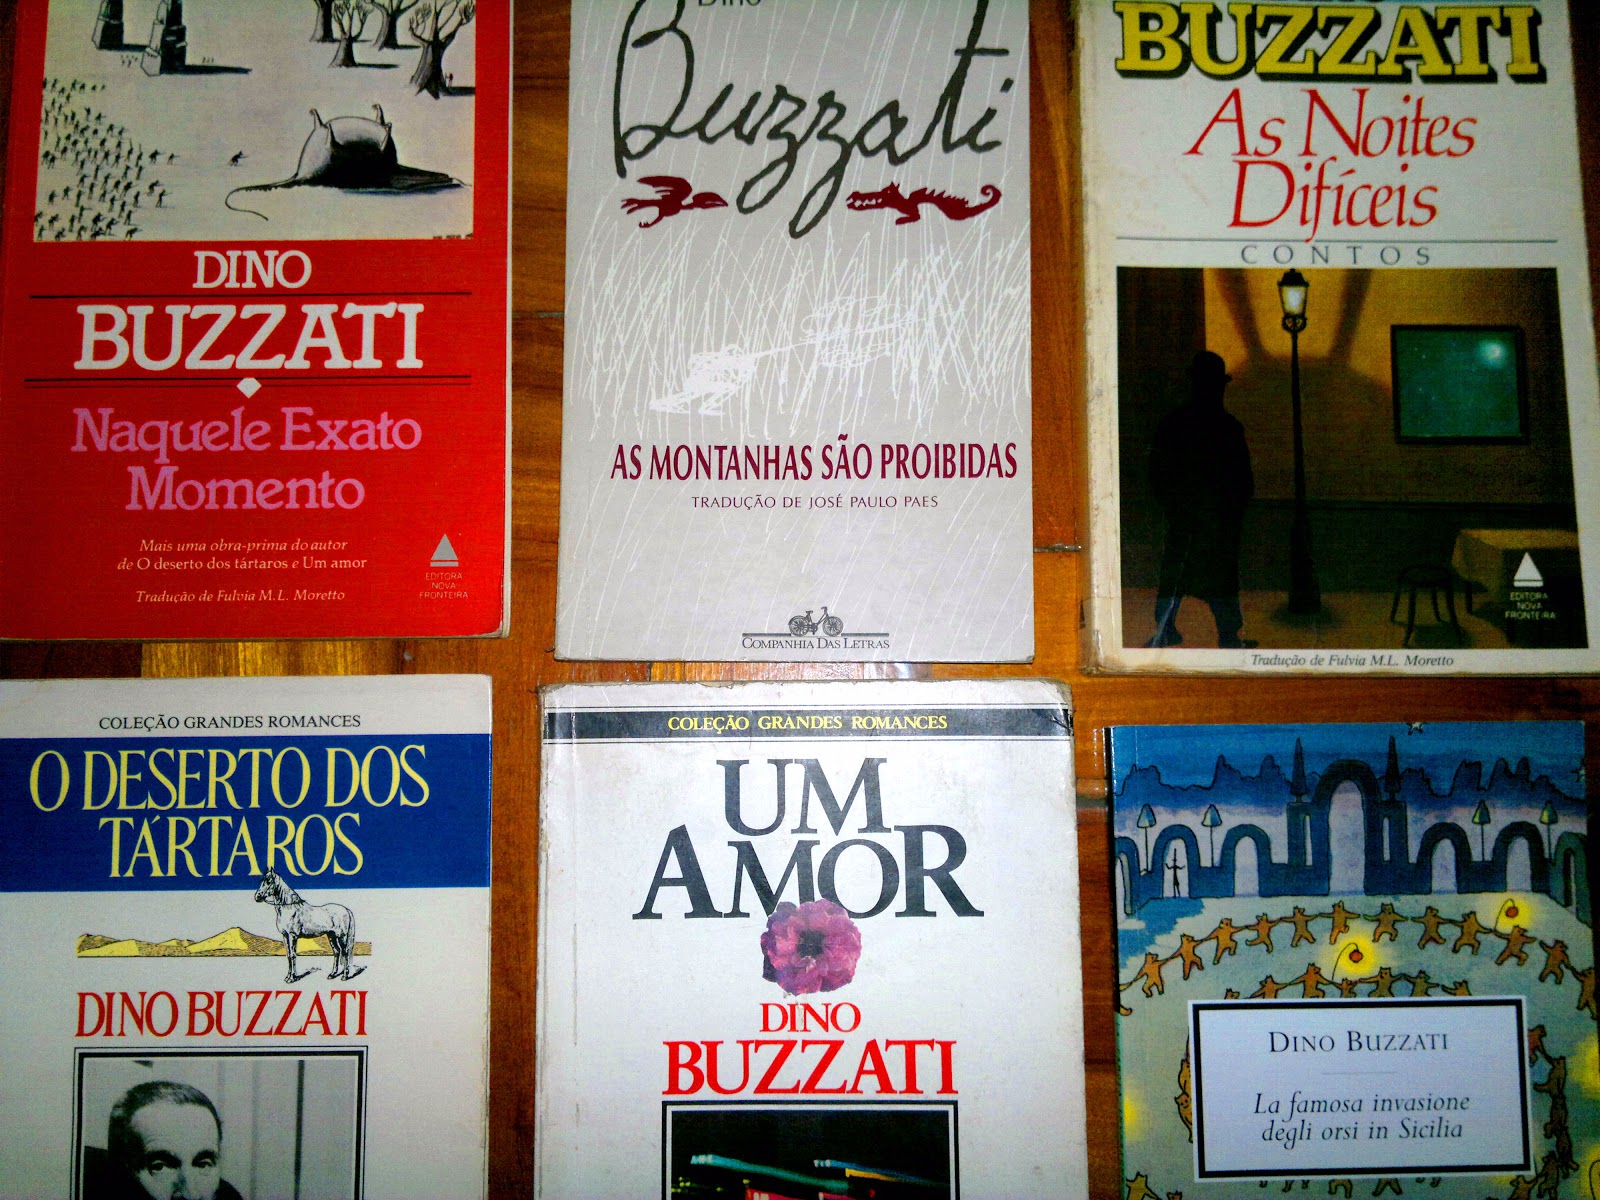 DINO
BUZZATI
Naquele Exato
Momento
Mais uma obra-prima do autor
de O deserto dos tártaros e Um amor
Tradução de Fulvia M.L. Moretto
EDITORA
NOVA
FRONTEIRA
Dino
Buzzati
AS MONTANHAS SÃO PROIBIDAS
TRADUÇÃO DE JOSÉ PAULO PAES
COMPANHIA DAS LETRAS
BUZZATI
As Noites
Difíceis
CONTOS
EDITORA
NOVA
FRONTEIRA
Tradução de Fulvia M.L. Moretto
COLEÇÃO GRANDES ROMANCES
O DESERTO DOS
TÁRTAROS
DINO BUZZATI
COLEÇÃO GRANDES ROMANCES
UM
AMOR
DINO
BUZZATI
DINO BUZZATI
La famosa invasione
degli orsi in Sicilia